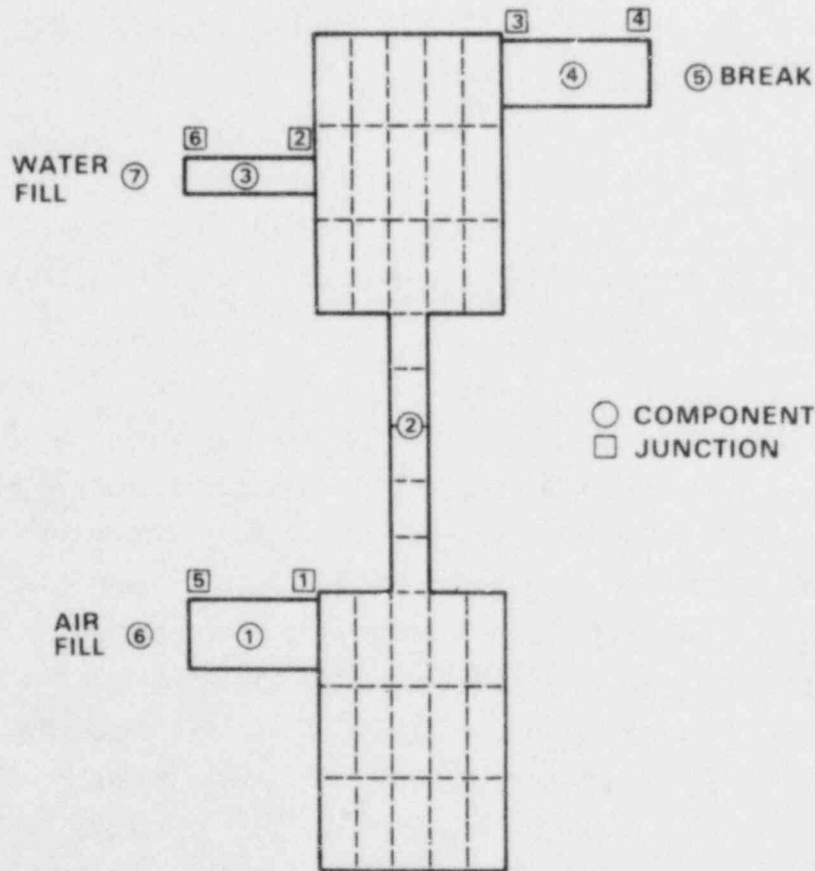 3 4
4
5 BREAK
6 2
WATER
FILL
7
3
2
COMPONENT
JUNCTION
5 1
AIR
FILL
6
1